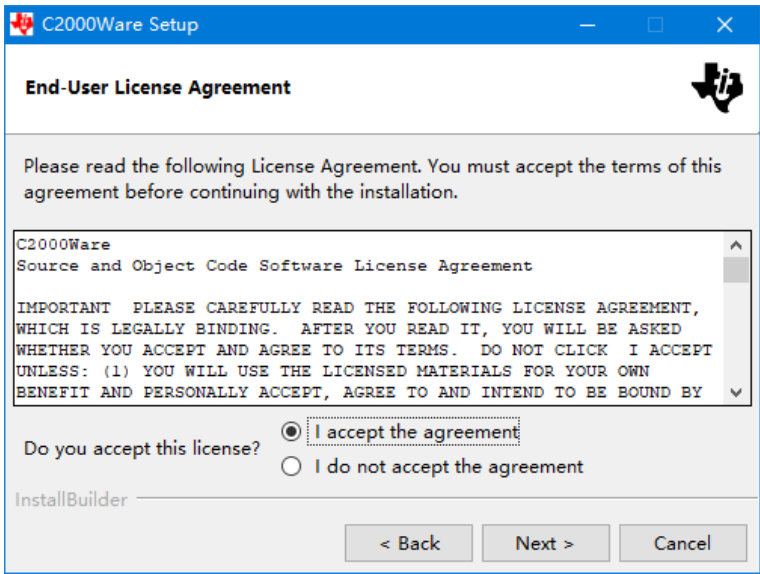 C2000Ware Setup
End-User License Agreement
Please read the following License Agreement. You must accept the terms of this
agreement before continuing with the installation.
C2000Ware
Source and Object Code Software License Agreement
IMPORTANT  PLEASE CAREFULLY READ THE FOLLOWING LICENSE AGREEMENT,
WHICH IS LEGALLY BINDING.  AFTER YOU READ IT, YOU WILL BE ASKED
WHETHER YOU ACCEPT AND AGREE TO ITS TERMS.  DO NOT CLICK  I ACCEPT
UNLESS: (1) YOU WILL USE THE LICENSED MATERIALS FOR YOUR OWN
BENEFIT AND PERSONALLY ACCEPT, AGREE TO AND INTEND TO BE BOUND BY
Do you accept this license?
I accept the agreement
I do not accept the agreement
InstallBuilder
< Back
Next >
Cancel